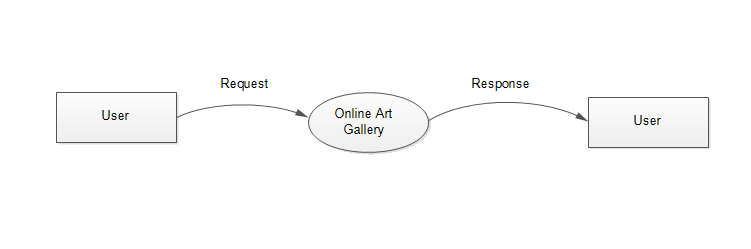 Request
Response
User
Online Art
Gallery
User